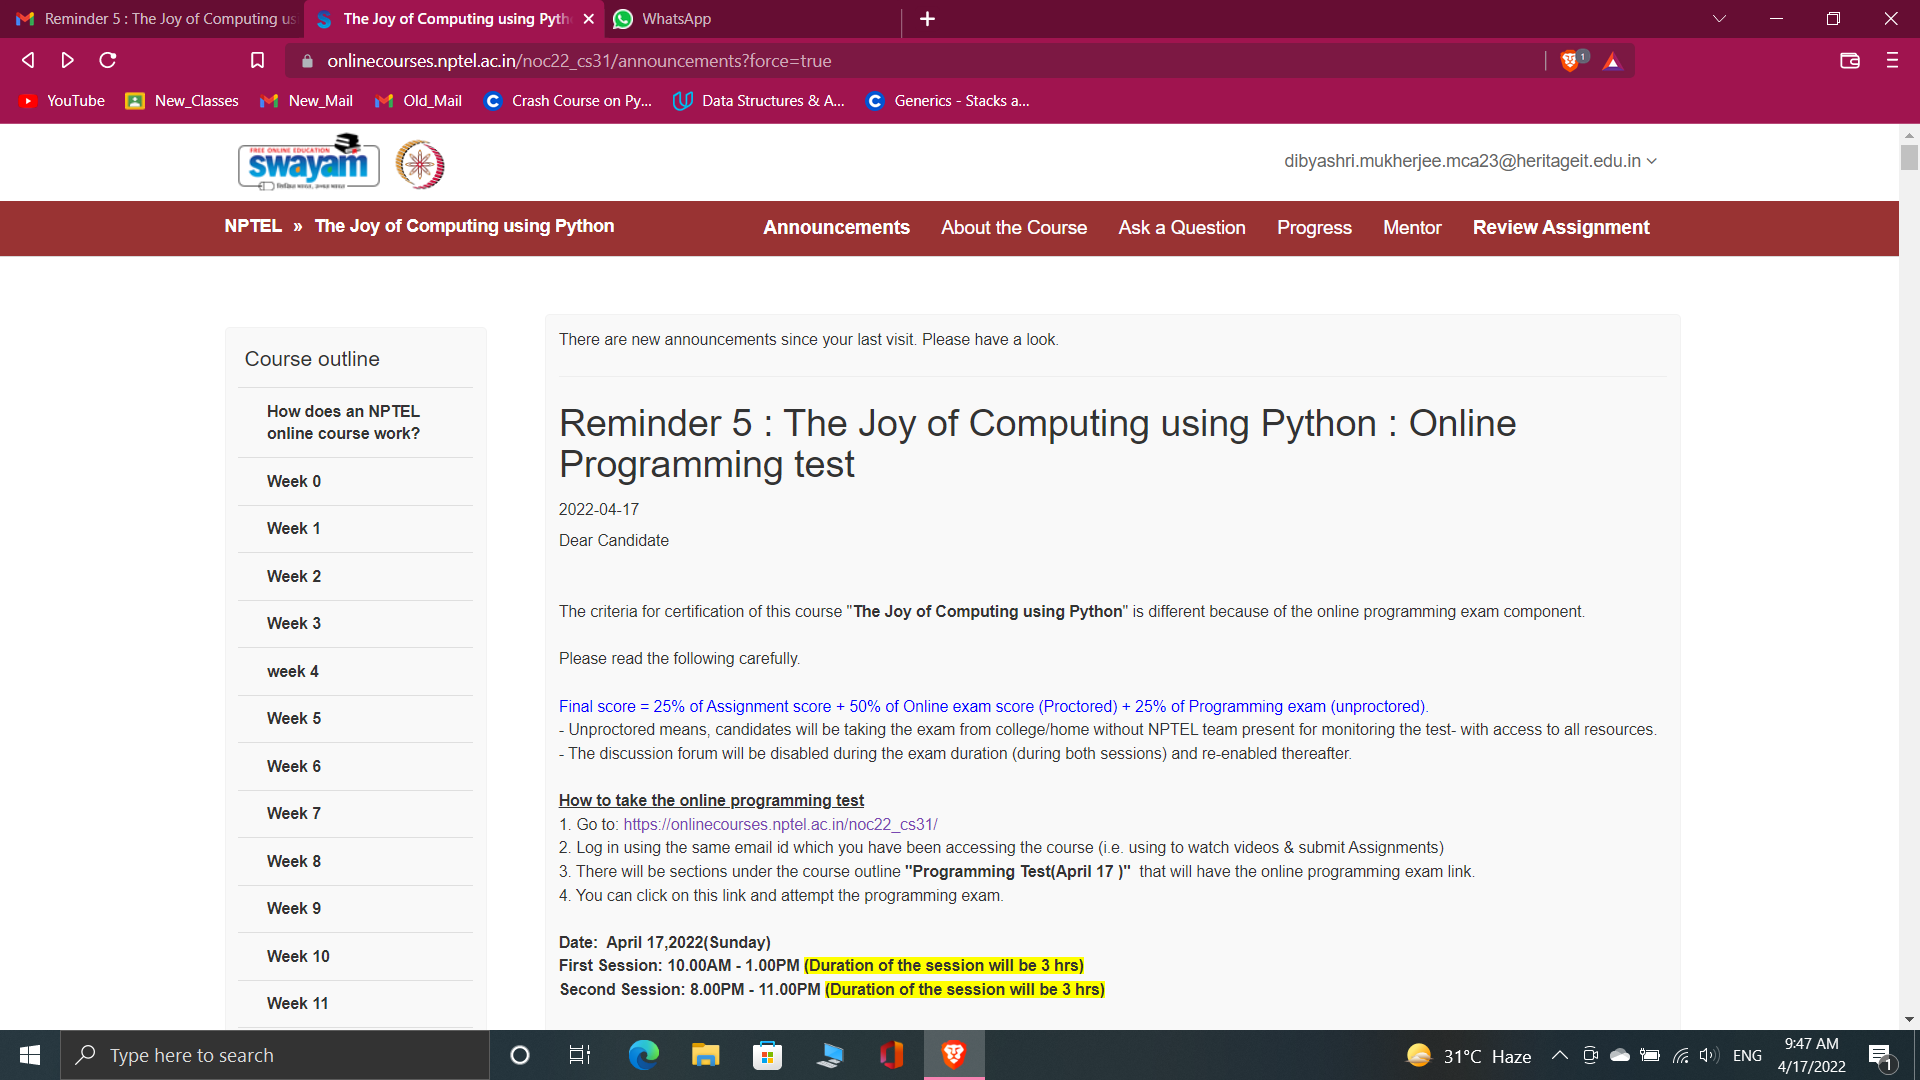 Reminder 5 : The Joy of Computing us
The Joy of Computing using Pyth
WhatsApp
onlinecourses.nptel.ac.in/noc22_cs31/announcements?force=true
1
YouTube
New_Classes
New_Mail
Old_Mail
Crash Course on Py...
Data Structures & A...
Generics - Stacks a...
FREE ONLINE EDUCATION
swayam
dibyashri.mukherjee.mca23@heritageit.edu.in
NPTEL » The Joy of Computing using Python
Announcements
About the Course
Ask a Question
Progress
Mentor
Review Assignment
Course outline
How does an NPTEL
online course work?
Week 0
Week 1
Week 2
Week 3
week 4
Week 5
Week 6
Week 7
Week 8
Week 9
Week 10
Week 11
There are new announcements since your last visit. Please have a look.
Reminder 5 : The Joy of Computing using Python : Online
Programming test
2022-04-17
Dear Candidate
The criteria for certification of this course "The Joy of Computing using Python" is different because of the online programming exam component.
Please read the following carefully.
Final score = 25% of Assignment score + 50% of Online exam score (Proctored) + 25% of Programming exam (unproctored).
- Unproctored means, candidates will be taking the exam from college/home without NPTEL team present for monitoring the test- with access to all resources.
- The discussion forum will be disabled during the exam duration (during both sessions) and re-enabled thereafter.
How to take the online programming test
1. Go to: https://onlinecourses.nptel.ac.in/noc22_cs31/
2. Log in using the same email id which you have been accessing the course (i.e. using to watch videos & submit Assignments)
3. There will be sections under the course outline "Programming Test(April 17 )" that will have the online programming exam link.
4. You can click on this link and attempt the programming exam.
Date: April 17,2022(Sunday)
First Session: 10.00AM - 1.00PM (Duration of the session will be 3 hrs)
Second Session: 8.00PM - 11.00PM (Duration of the session will be 3 hrs)
Type here to search
31°C Haze
ENG
9:47 AM
4/17/2022
1